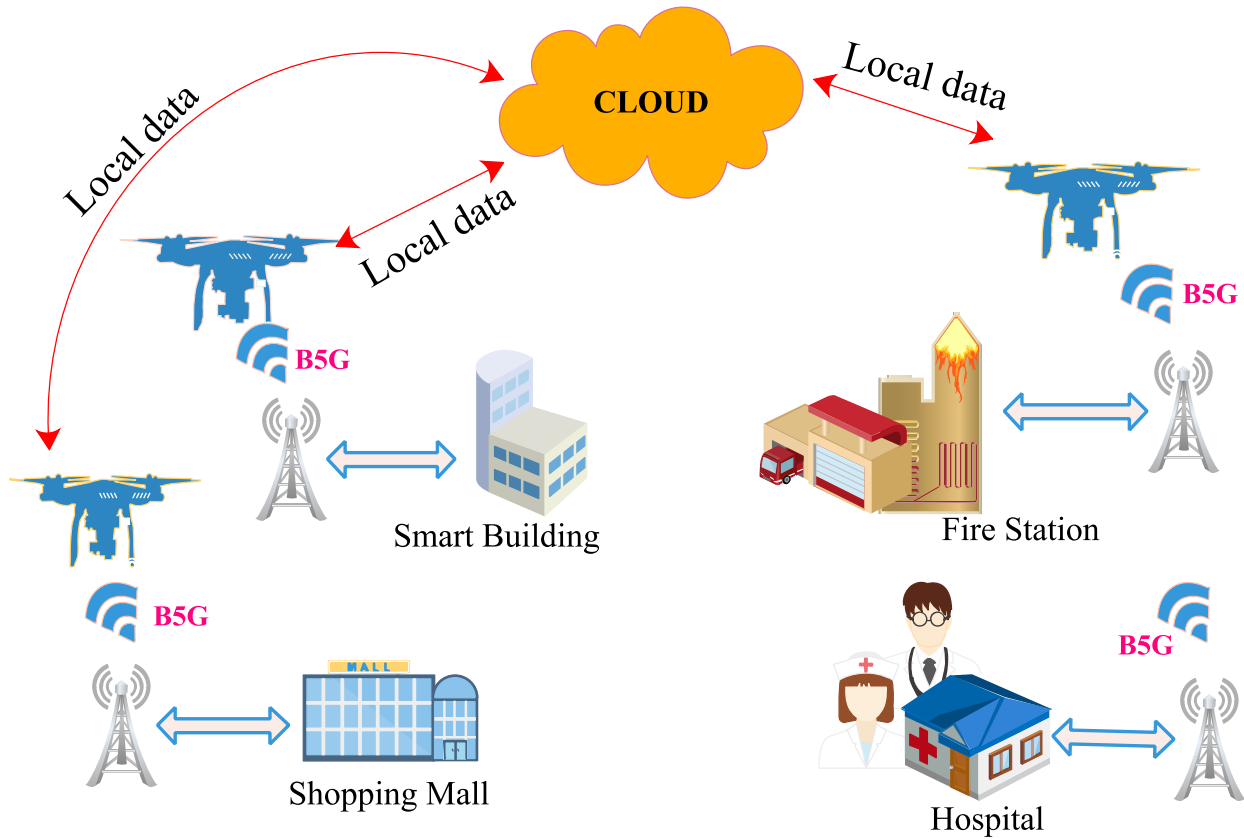 CLOUD
Local data
Local data
Local data
B5G
B5G
Smart Building
Fire Station
B5G
B5G
MALL
Shopping Mall
Hospital